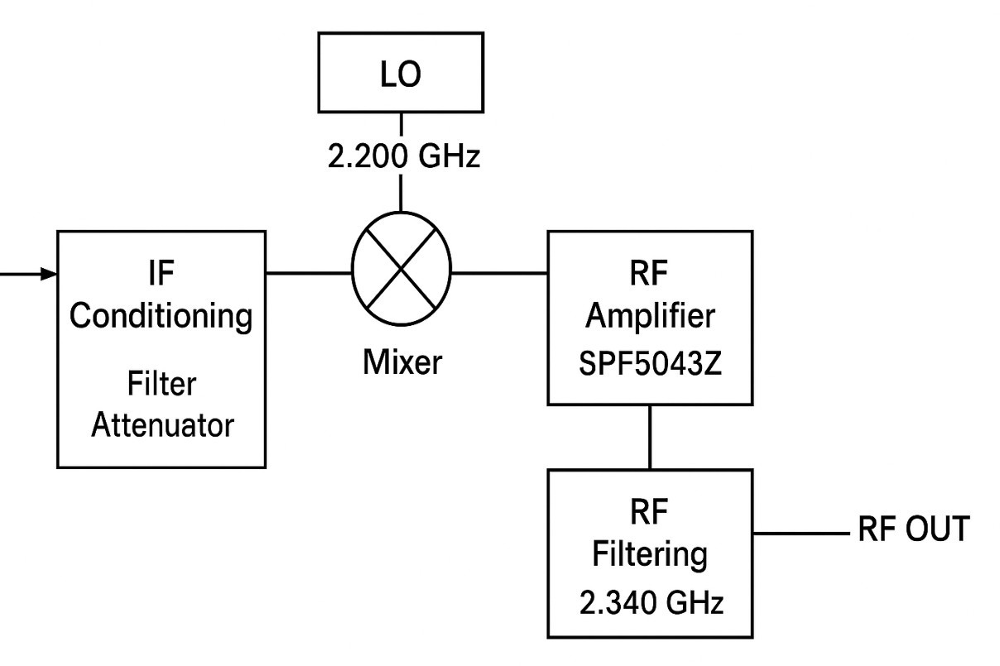 LO
2.200 GHz
IF
Conditioning
Filter
Attenuator
Mixer
RF
Amplifier
SPF5043Z
RF
Filtering
2.340 GHz
RF OUT